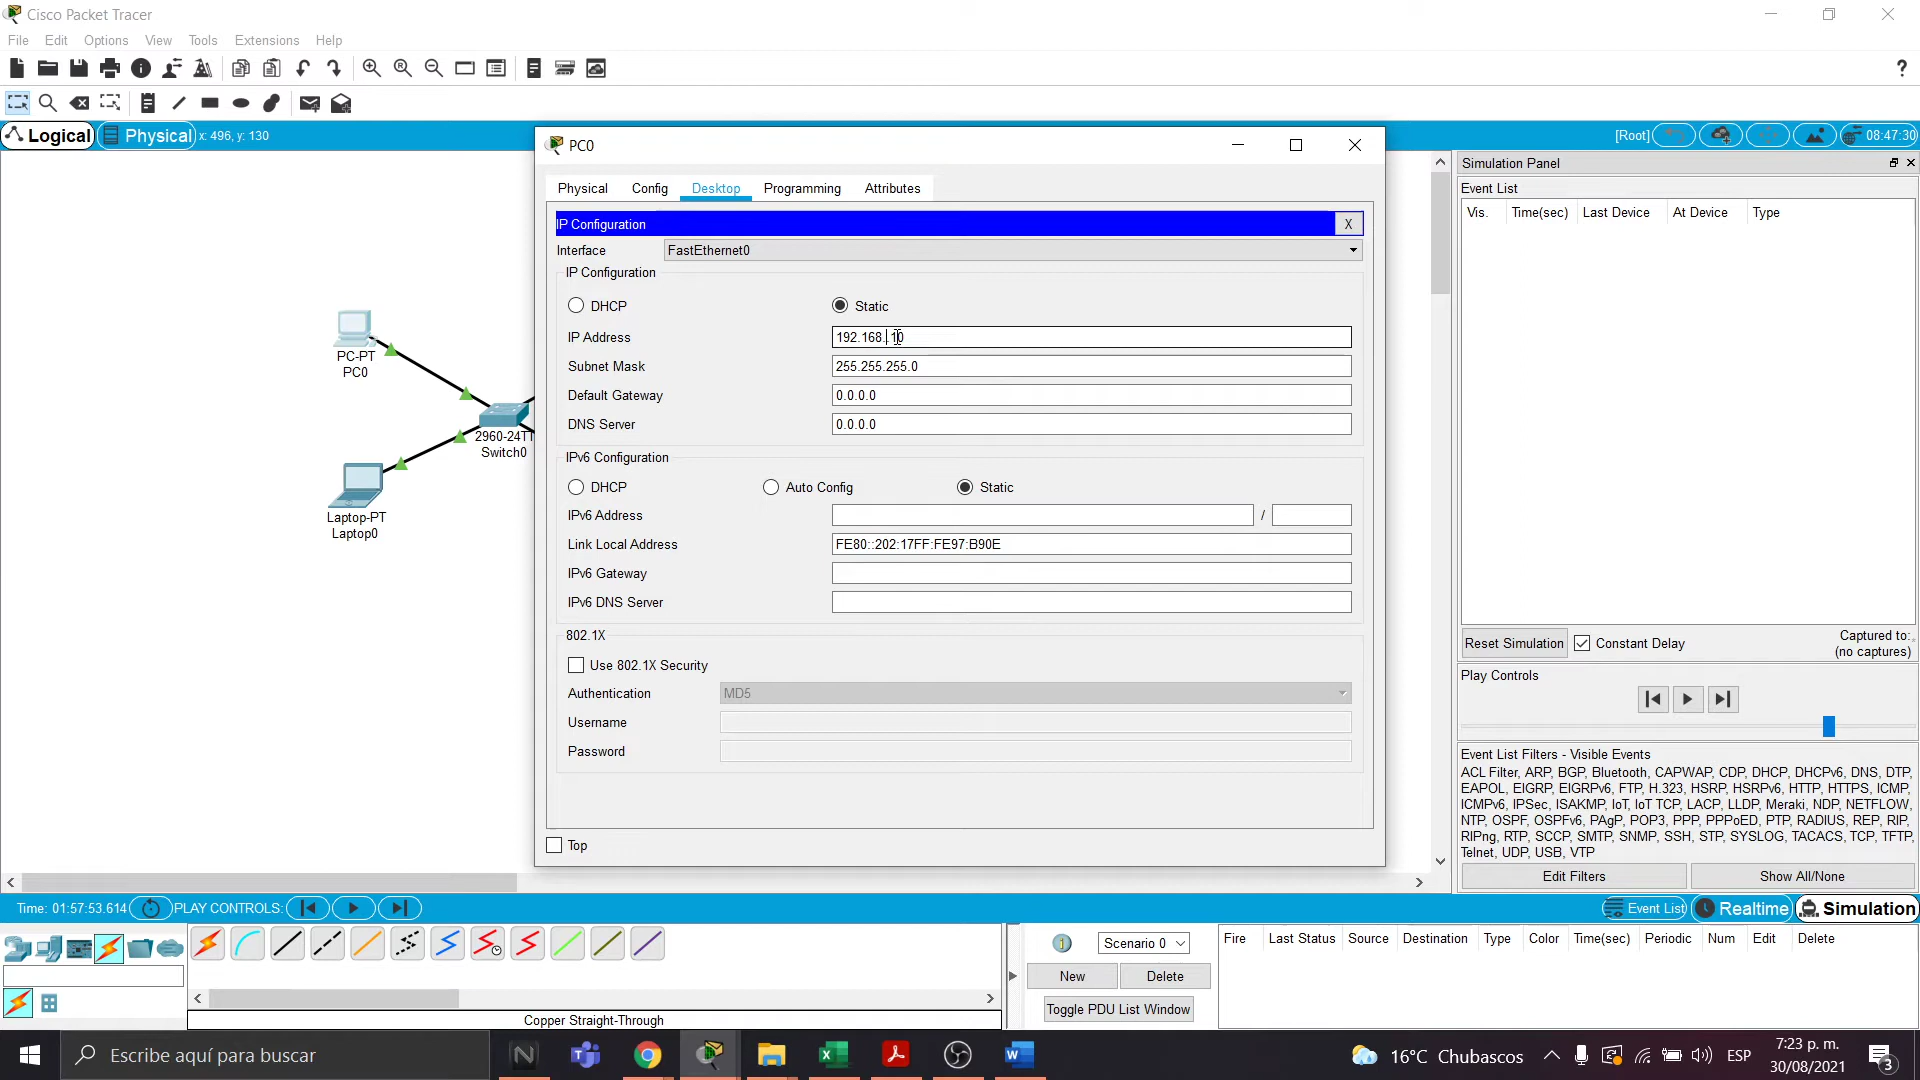 Cisco Packet Tracer
File Edit Options View Tools Extensions Help
Logical Physical x: 496, y: 130 [Root] 08:47:30
PC0
Physical Config Desktop Programming Attributes
IP Configuration X
Interface FastEthernet0
IP Configuration
DHCP Static
IP Address 192.168..10
Subnet Mask 255.255.255.0
Default Gateway 0.0.0.0
DNS Server 0.0.0.0
IPv6 Configuration
DHCP Auto Config Static
IPv6 Address /
Link Local Address FE80::202:17FF:FE97:B90E
IPv6 Gateway
IPv6 DNS Server
802.1X
Use 802.1X Security
Authentication MD5
Username
Password
Top
PC-PT
PC0
2960-24TT
Switch0
Laptop-PT
Laptop0
Simulation Panel
Event List
Vis. Time(sec) Last Device At Device Type
Reset Simulation Constant Delay Captured to:
(no captures)
Play Controls
Event List Filters - Visible Events
ACL Filter, ARP, BGP, Bluetooth, CAPWAP, CDP, DHCP, DHCPv6, DNS, DTP,
EAPOL, EIGRP, EIGRPv6, FTP, H.323, HSRP, HSRPv6, HTTP, HTTPS, ICMP,
ICMPv6, IPSec, ISAKMP, IoT, IoT TCP, LACP, LLDP, Meraki, NDP, NETFLOW,
NTP, OSPF, OSPFv6, PAgP, POP3, PPP, PPPoED, PTP, RADIUS, REP, RIP,
RIPng, RTP, SCCP, SMTP, SNMP, SSH, STP, SYSLOG, TACACS, TCP, TFTP,
Telnet, UDP, USB, VTP
Edit Filters Show All/None
Time: 01:57:53.614 PLAY CONTROLS: Event List Realtime Simulation
Scenario 0
New Delete
Toggle PDU List Window
Fire Last Status Source Destination Type Color Time(sec) Periodic Num Edit Delete
Copper Straight-Through
Escribe aquí para buscar
16°C Chubascos ESP
7:23 p. m.
30/08/2021
3